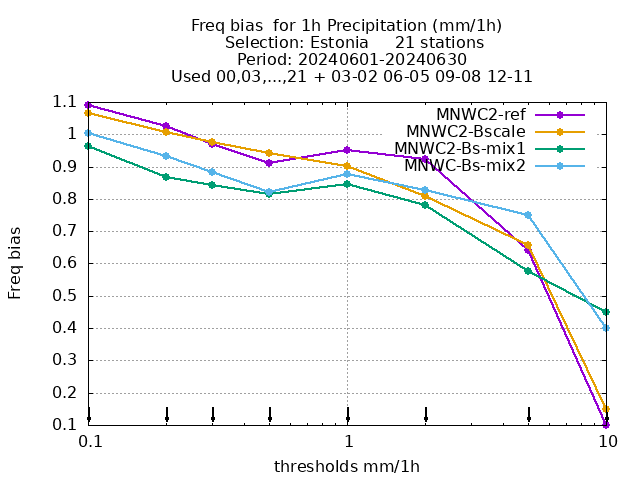 Freq bias  for 1h Precipitation (mm/1h)
Selection: Estonia     21 stations
Period: 20240601-20240630
Used 00,03,...,21 + 03-02 06-05 09-08 12-11
MNWC2-ref
MNWC2-Bscale
MNWC2-Bs-mix1
MNWC-Bs-mix2
Freq bias
1.1
1
0.9
0.8
0.7
0.6
0.5
0.4
0.3
0.2
0.1
0.1 1 10
thresholds mm/1h